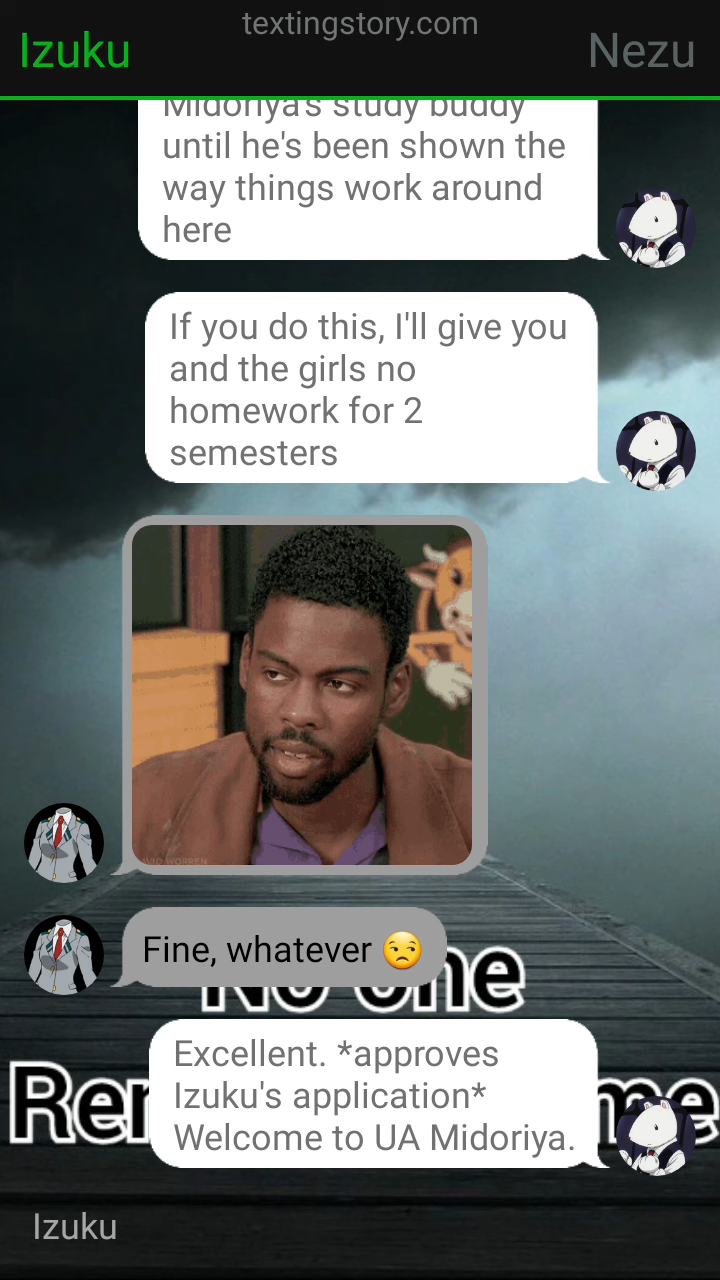 textingstory.com
Izuku
Nezu
Midoriya's study buddy
until he's been shown the
way things work around
here
If you do this, I'll give you
and the girls no
homework for 2
semesters
Fine, whatever 😒
No one
Excellent. *approves
Izuku's application*
Welcome to UA Midoriya.
Izuku